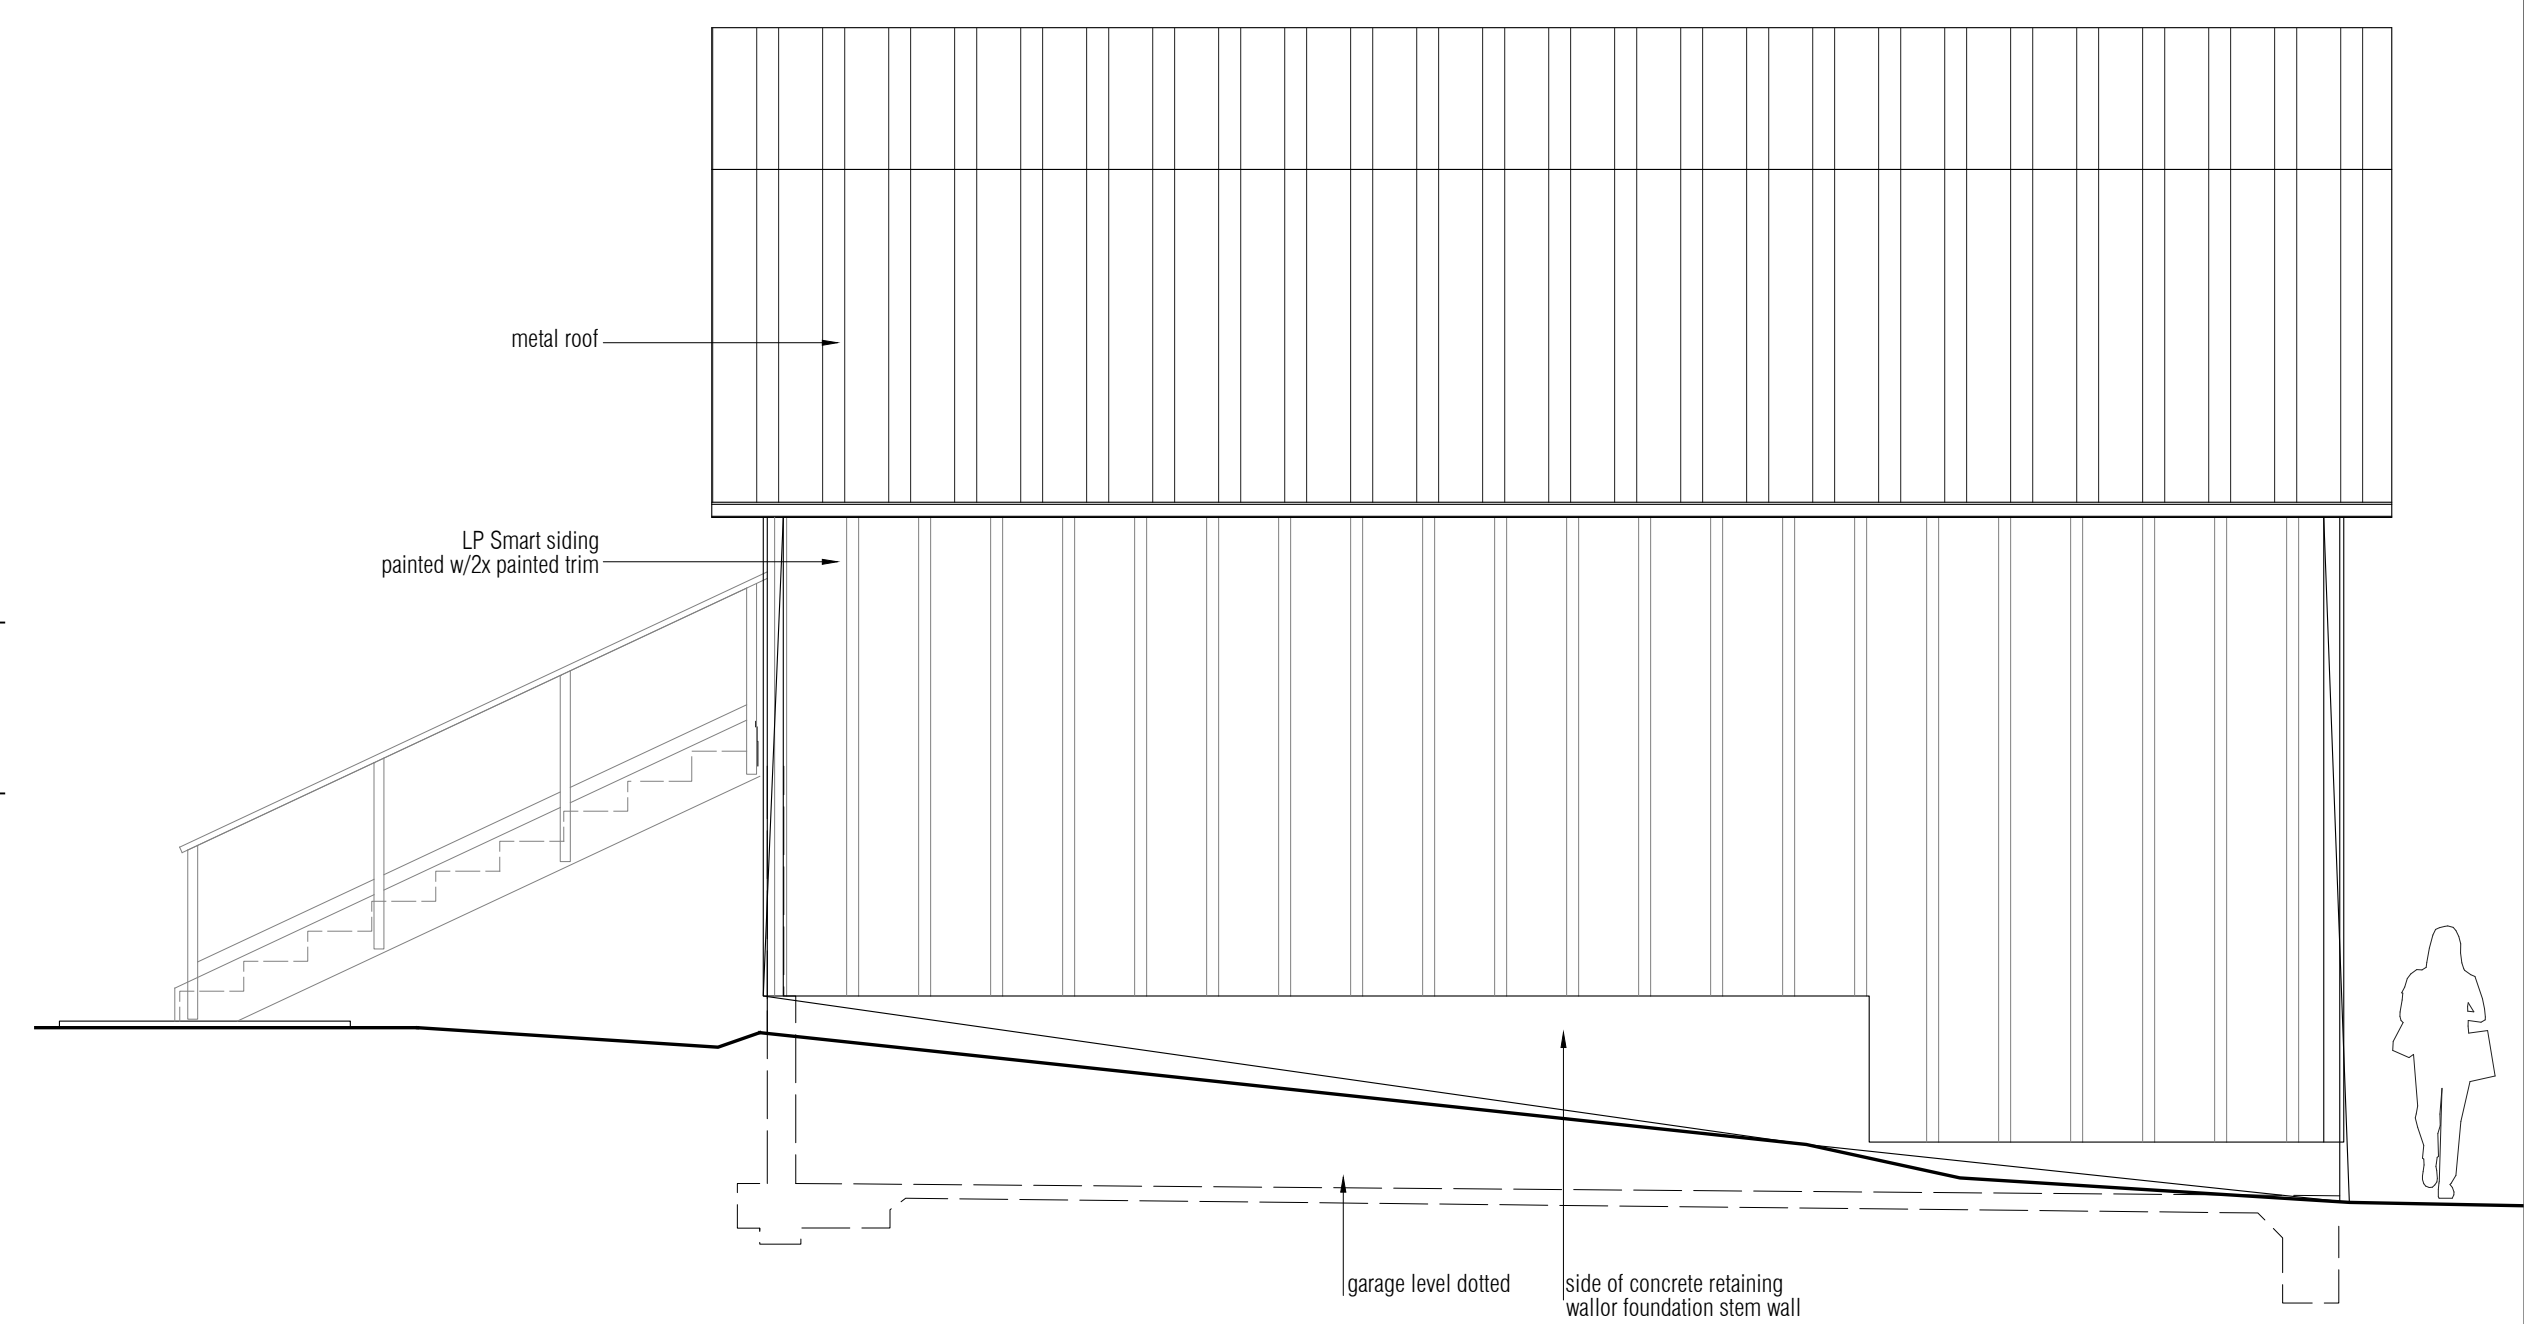 metal roof
LP Smart siding
painted w/2x painted trim
garage level dotted
side of concrete retaining
wallor foundation stem wall